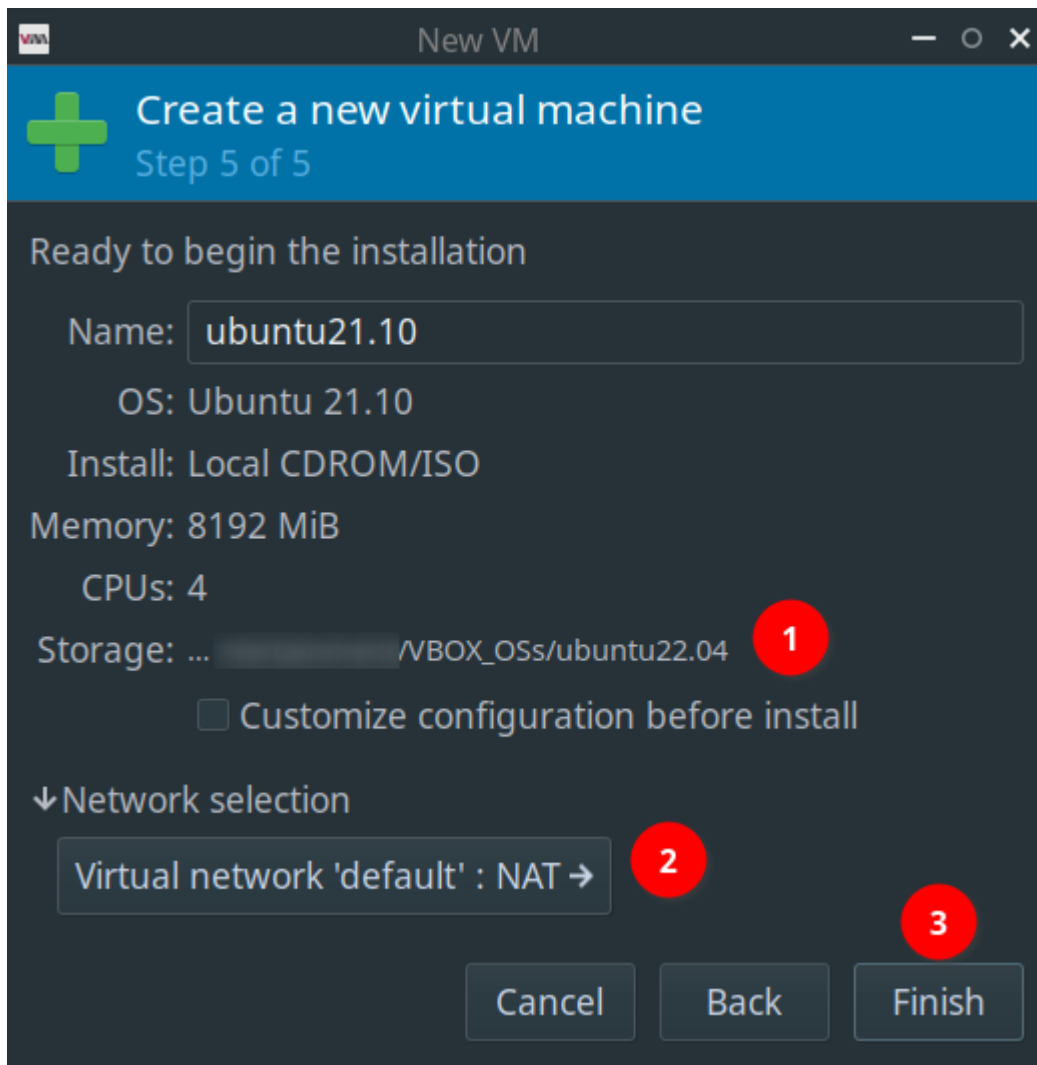 New VM
Create a new virtual machine
Step 5 of 5
Ready to begin the installation
Name: ubuntu21.10
OS: Ubuntu 21.10
Install: Local CDROM/ISO
Memory: 8192 MiB
CPUs: 4
Storage: ... /VBOX_OSs/ubuntu22.04
1
Customize configuration before install
Network selection
Virtual network 'default' : NAT
2
3
Cancel Back Finish